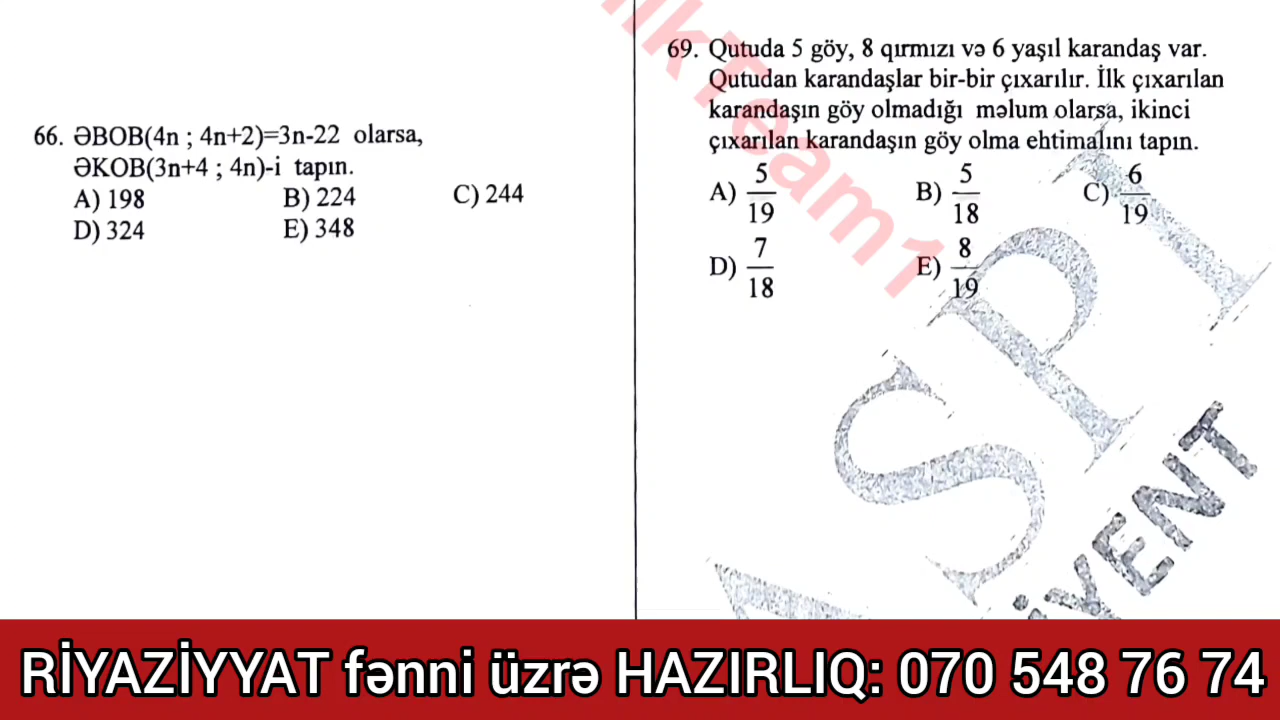 66. ƏBOB(4n ; 4n+2)=3n-22 olarsa,
ƏKOB(3n+4 ; 4n)-i tapın.
A) 198 B) 224 C) 244
D) 324 E) 348
69. Qutuda 5 göy, 8 qırmızı və 6 yaşıl karandaş var.
Qutudan karandaşlar bir-bir çıxarılır. İlk çıxarılan
karandaşın göy olmadığı məlum olarsa, ikinci
çıxarılan karandaşın göy olma ehtimalını tapın.
A) 5/19 B) 5/18 C) 6/19
D) 7/18 E) 8/19
RİYAZİYYAT fənni üzrə HAZIRLIQ: 070 548 76 74